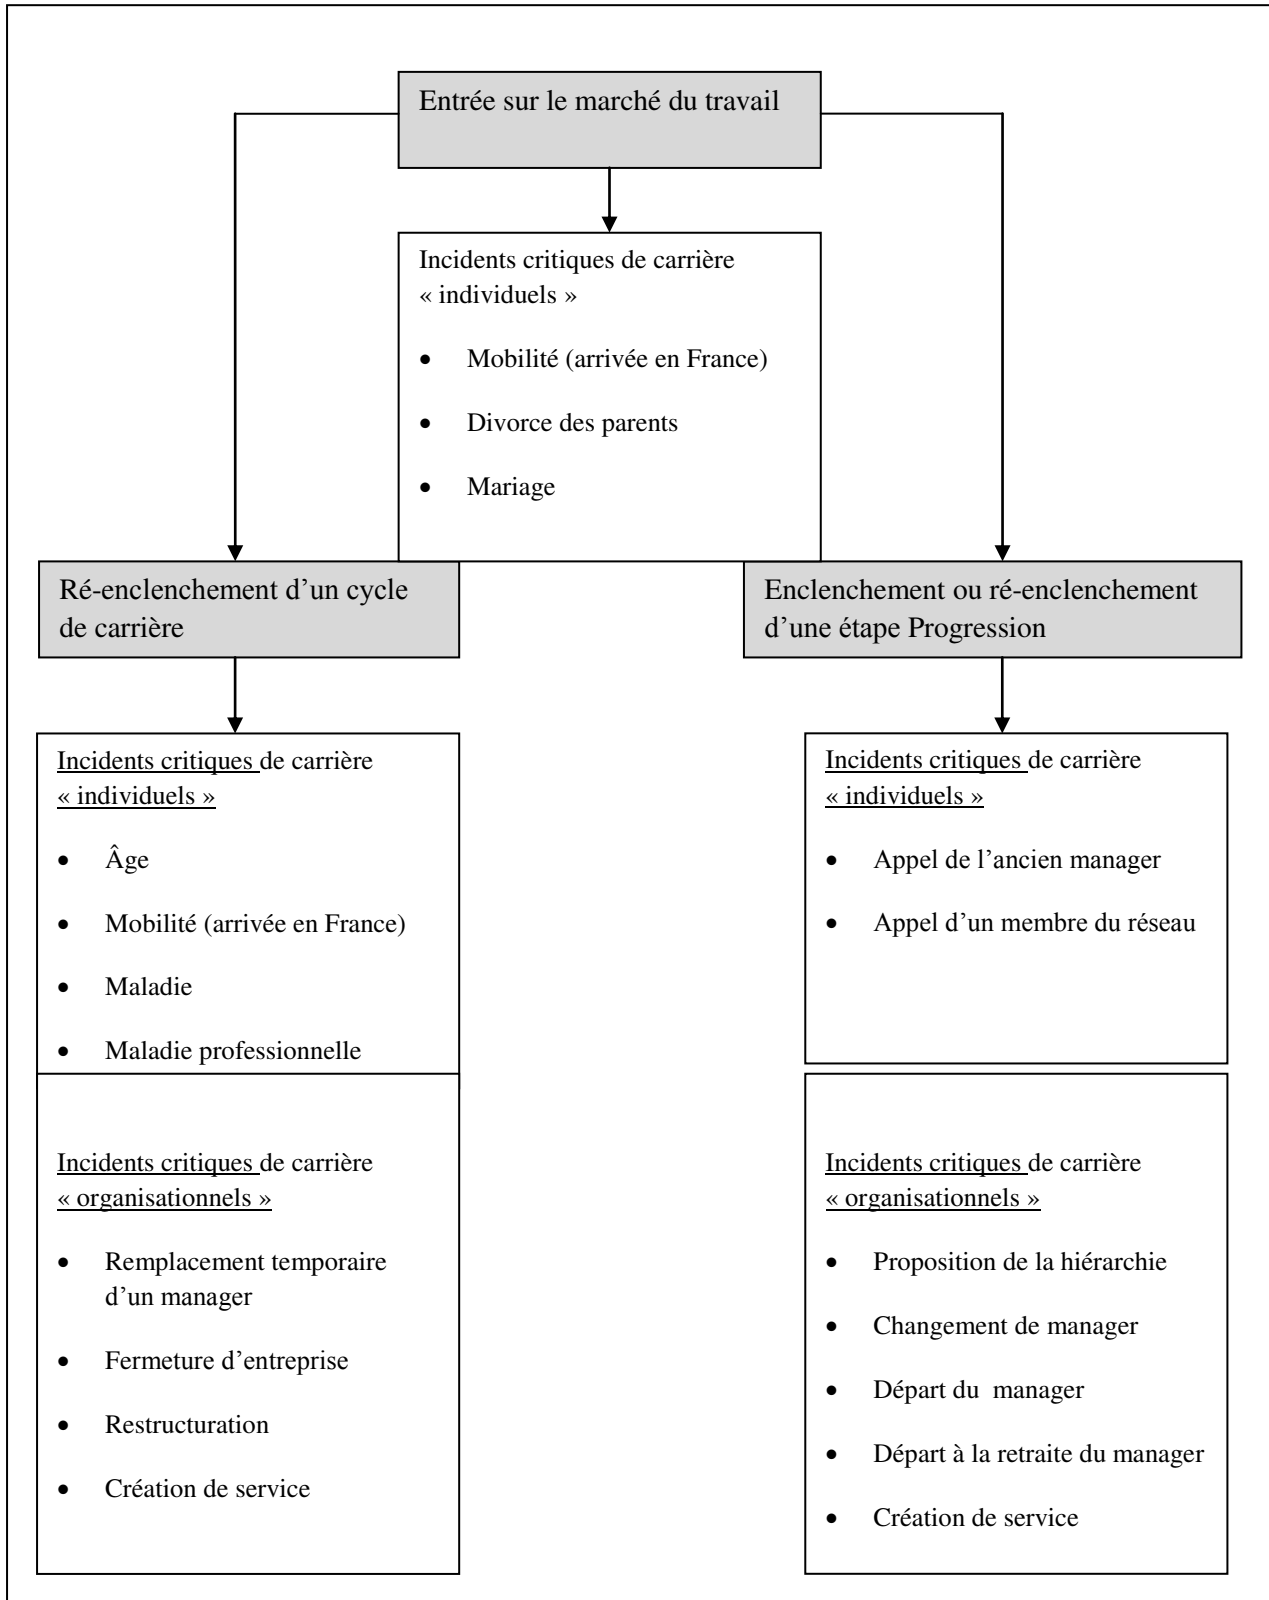 Entrée sur le marché du travail
Incidents critiques de carrière
« individuels »
• Mobilité (arrivée en France)
• Divorce des parents
• Mariage
Ré-enclenchement d’un cycle
de carrière
Incidents critiques de carrière
« individuels »
• Âge
• Mobilité (arrivée en France)
• Maladie
• Maladie professionnelle
Incidents critiques de carrière
« organisationnels »
• Remplacement temporaire
d’un manager
• Fermeture d’entreprise
• Restructuration
• Création de service
Enclenchement ou ré-enclenchement
d’une étape Progression
Incidents critiques de carrière
« individuels »
• Appel de l’ancien manager
• Appel d’un membre du réseau
Incidents critiques de carrière
« organisationnels »
• Proposition de la hiérarchie
• Changement de manager
• Départ du manager
• Départ à la retraite du manager
• Création de service